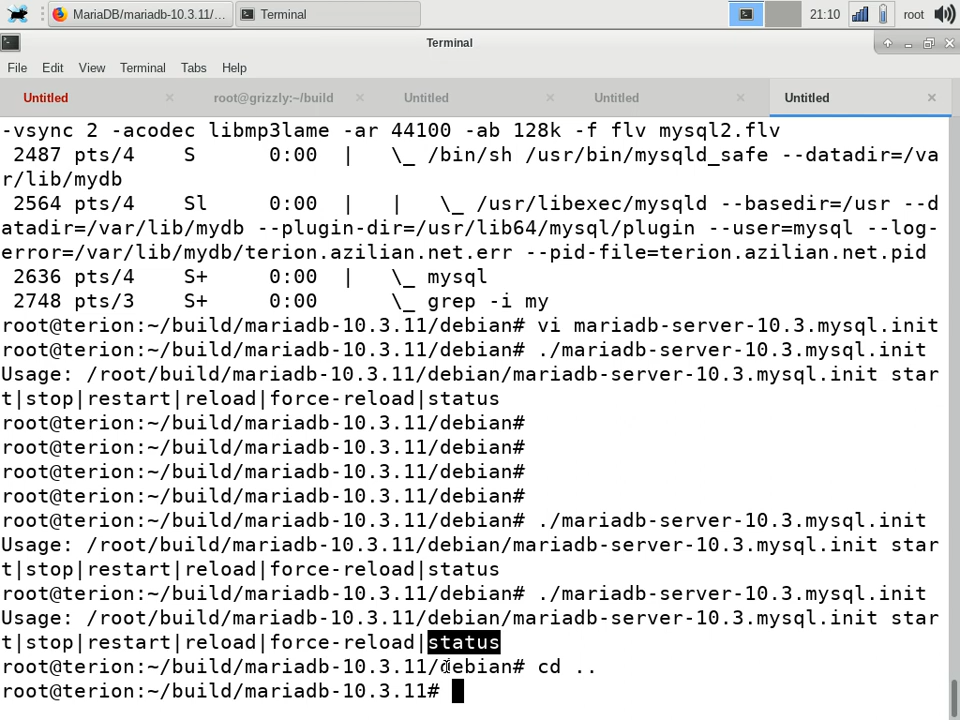 MariaDB/mariadb-10.3.11/... Terminal 21:10 root
Terminal
File Edit View Terminal Tabs Help
Untitled root@grizzly:~/build Untitled Untitled Untitled
-vsync 2 -acodec libmp3lame -ar 44100 -ab 128k -f flv mysql2.flv
2487 pts/4 S 0:00 | \_ /bin/sh /usr/bin/mysqld_safe --datadir=/va
r/lib/mydb
2564 pts/4 Sl 0:00 | | \_ /usr/libexec/mysqld --basedir=/usr --d
atadir=/var/lib/mydb --plugin-dir=/usr/lib64/mysql/plugin --user=mysql --log-
error=/var/lib/mydb/terion.azilian.net.err --pid-file=terion.azilian.net.pid
2636 pts/4 S+ 0:00 | \_ mysql
2748 pts/3 S+ 0:00 \_ grep -i my
root@terion:~/build/mariadb-10.3.11/debian# vi mariadb-server-10.3.mysql.init
root@terion:~/build/mariadb-10.3.11/debian# ./mariadb-server-10.3.mysql.init
Usage: /root/build/mariadb-10.3.11/debian/mariadb-server-10.3.mysql.init star
t|stop|restart|reload|force-reload|status
root@terion:~/build/mariadb-10.3.11/debian#
root@terion:~/build/mariadb-10.3.11/debian#
root@terion:~/build/mariadb-10.3.11/debian#
root@terion:~/build/mariadb-10.3.11/debian#
root@terion:~/build/mariadb-10.3.11/debian# ./mariadb-server-10.3.mysql.init
Usage: /root/build/mariadb-10.3.11/debian/mariadb-server-10.3.mysql.init star
t|stop|restart|reload|force-reload|status
root@terion:~/build/mariadb-10.3.11/debian# ./mariadb-server-10.3.mysql.init
Usage: /root/build/mariadb-10.3.11/debian/mariadb-server-10.3.mysql.init star
t|stop|restart|reload|force-reload|status
root@terion:~/build/mariadb-10.3.11/debian# cd ..
root@terion:~/build/mariadb-10.3.11#